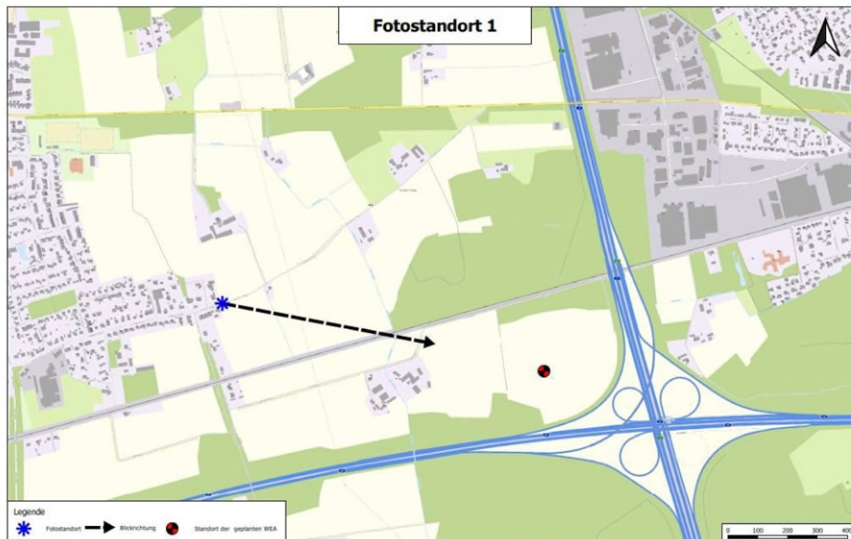 Fotostandort 1
Legende
Fotostandort
Blickrichtung
Standort der geplanten WEA
0 100 200 300 400